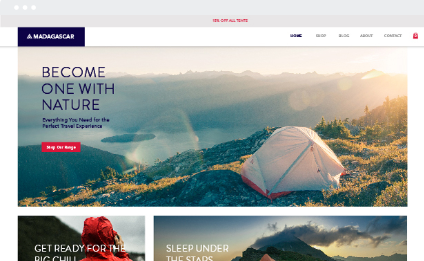 15% OFF ALL TENTS
MADAGASCAR
HOME SHOP BLOG ABOUT CONTACT
BECOME
ONE WITH
NATURE
Everything You Need for the
Perfect Travel Experience
Shop Our Range
GET READY FOR THE
BIG CHILL
SLEEP UNDER
THE STARS